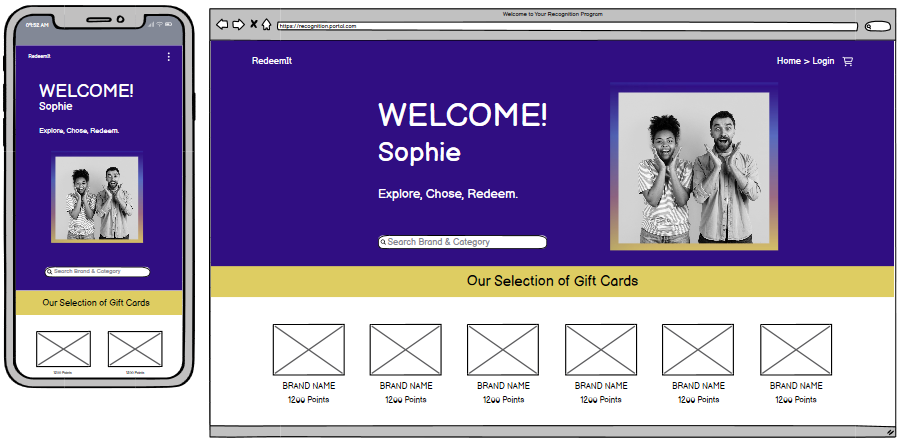 09:52 AM
RedeemIt
WELCOME!
Sophie
Explore, Chose, Redeem.
Search Brand & Category
Our Selection of Gift Cards
1200 Points 1200 Points
Welcome to Your Recognition Program
https://recognition.portal.com
RedeemIt
Home > Login
WELCOME!
Sophie
Explore, Chose, Redeem.
Search Brand & Category
Our Selection of Gift Cards
BRAND NAME BRAND NAME BRAND NAME BRAND NAME BRAND NAME BRAND NAME
1200 Points 1200 Points 1200 Points 1200 Points 1200 Points 1200 Points